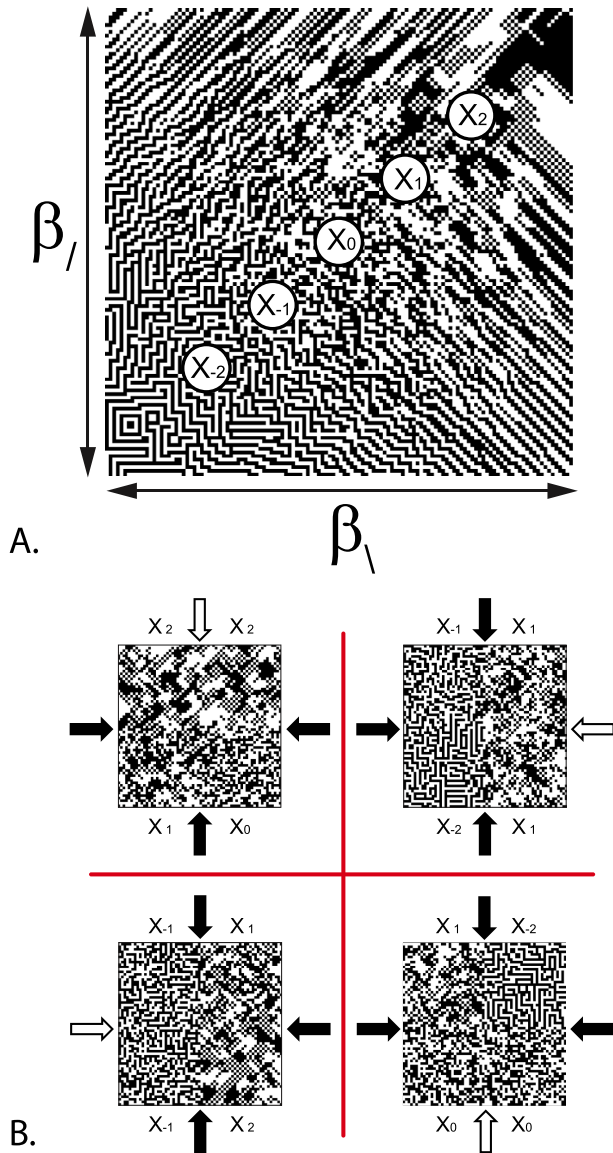 X2
X1
β/
X0
X-1
X-2
A.
β\
X2 X2
X-1 X1
X1 X0
X-2 X1
X-1 X1
X1 X-2
X-1 X2
X0 X0
B.